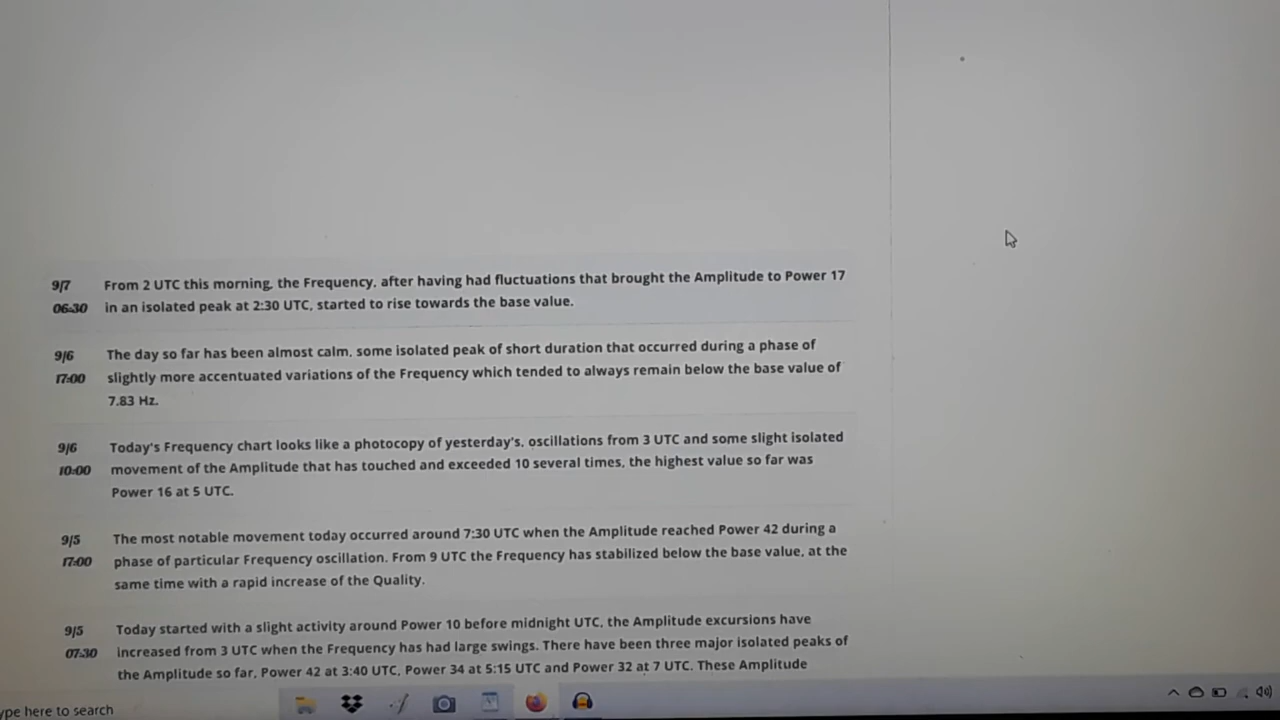 9/7 From 2 UTC this morning, the Frequency, after having had fluctuations that brought the Amplitude to Power 17
06:30 in an isolated peak at 2:30 UTC, started to rise towards the base value.
9/6 The day so far has been almost calm, some isolated peak of short duration that occurred during a phase of
17:00 slightly more accentuated variations of the Frequency which tended to always remain below the base value of
7.83 Hz.
9/6 Today's Frequency chart looks like a photocopy of yesterday's, oscillations from 3 UTC and some slight isolated
10:00 movement of the Amplitude that has touched and exceeded 10 several times, the highest value so far was
Power 16 at 5 UTC.
9/5 The most notable movement today occurred around 7:30 UTC when the Amplitude reached Power 42 during a
17:00 phase of particular Frequency oscillation. From 9 UTC the Frequency has stabilized below the base value, at the
same time with a rapid increase of the Quality.
9/5 Today started with a slight activity around Power 10 before midnight UTC, the Amplitude excursions have
07:30 increased from 3 UTC when the Frequency has had large swings. There have been three major isolated peaks of
the Amplitude so far, Power 42 at 3:40 UTC, Power 34 at 5:15 UTC and Power 32 at 7 UTC. These Amplitude
ype here to search